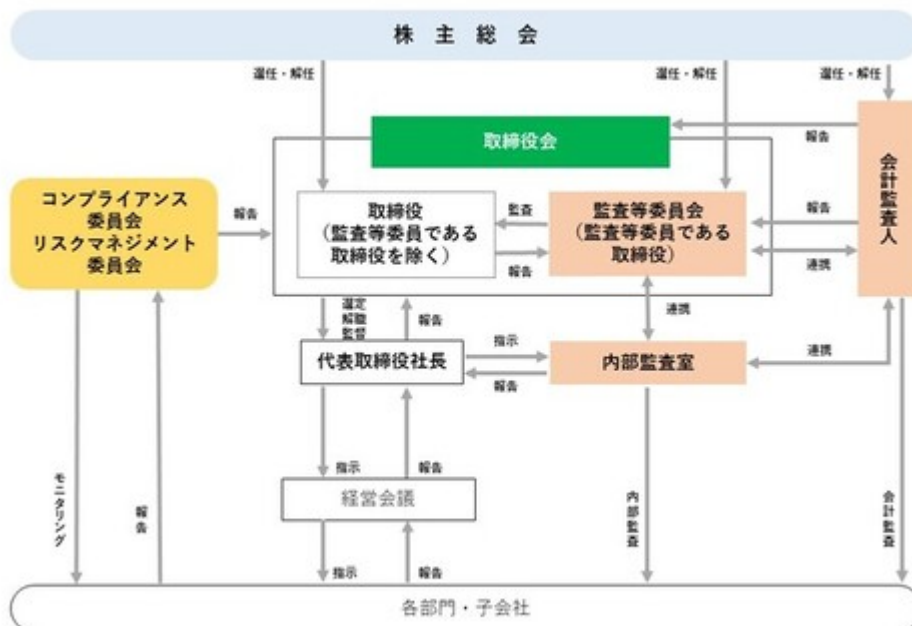 株主総会
選任・解任
選任・解任
選任・解任
取締役会
報告
会計監査人
コンプライアンス
委員会
リスクマネジメント
委員会
報告
取締役
（監査等委員である
取締役を除く）
監査
報告
監査等委員会
（監査等委員である
取締役）
報告
連携
選定
解職
監督
報告
連携
代表取締役社長
指示
報告
内部監査室
連携
指示
報告
経営会議
モニタリング
報告
内部監査
会計監査
指示
報告
各部門・子会社